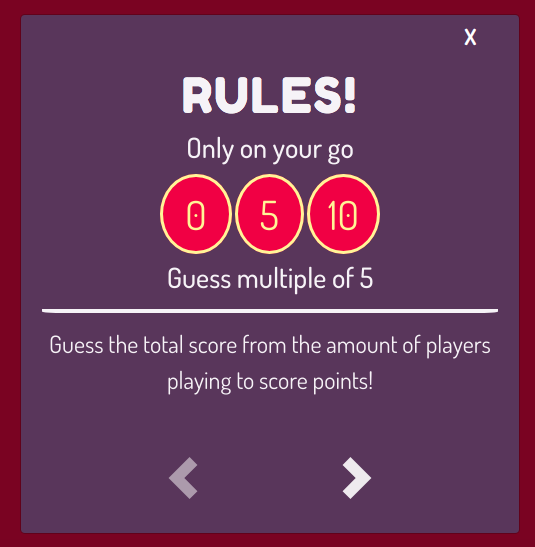 X
RULES!
Only on your go
0 5 10
Guess multiple of 5
Guess the total score from the amount of players
playing to score points!